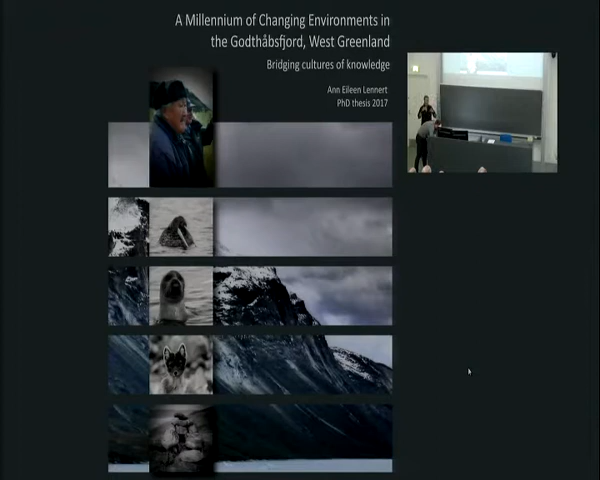 A Millennium of Changing Environments in
the Godthåbsfjord, West Greenland
Bridging cultures of knowledge
Ann Eileen Lennert
PhD thesis 2017